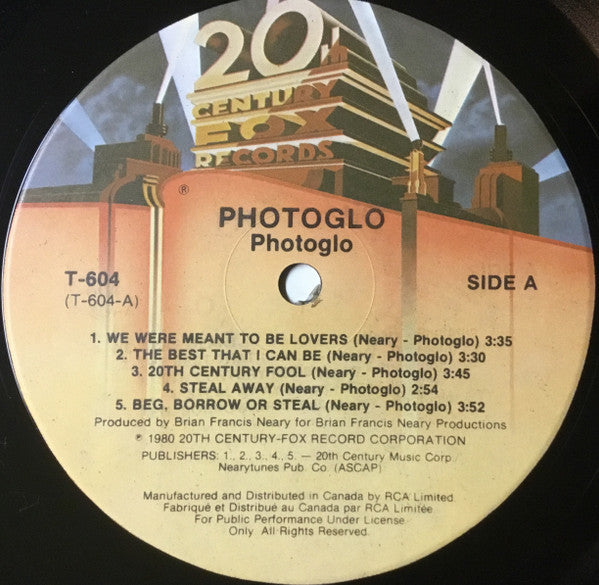 20th
CENTURY
FOX
RECORDS
®
PHOTOGLO
Photoglo
T-604
(T-604-A)
SIDE A
1. WE WERE MEANT TO BE LOVERS (Neary - Photoglo) 3:35
2. THE BEST THAT I CAN BE (Neary - Photoglo) 3:30
3. 20TH CENTURY FOOL (Neary - Photoglo) 3:45
4. STEAL AWAY (Neary - Photoglo) 2:54
5. BEG, BORROW OR STEAL (Neary - Photoglo) 3:52
Produced by Brian Francis Neary for Brian Francis Neary Productions
℗ 1980 20TH CENTURY-FOX RECORD CORPORATION
PUBLISHERS: 1., 2., 3., 4., 5. — 20th Century Music Corp.
Nearytunes Pub. Co. (ASCAP)
Manufactured and Distributed in Canada by RCA Limited
Fabriqué et Distribué au Canada par RCA Limitée
For Public Performance Under License
Only. All Rights Reserved.